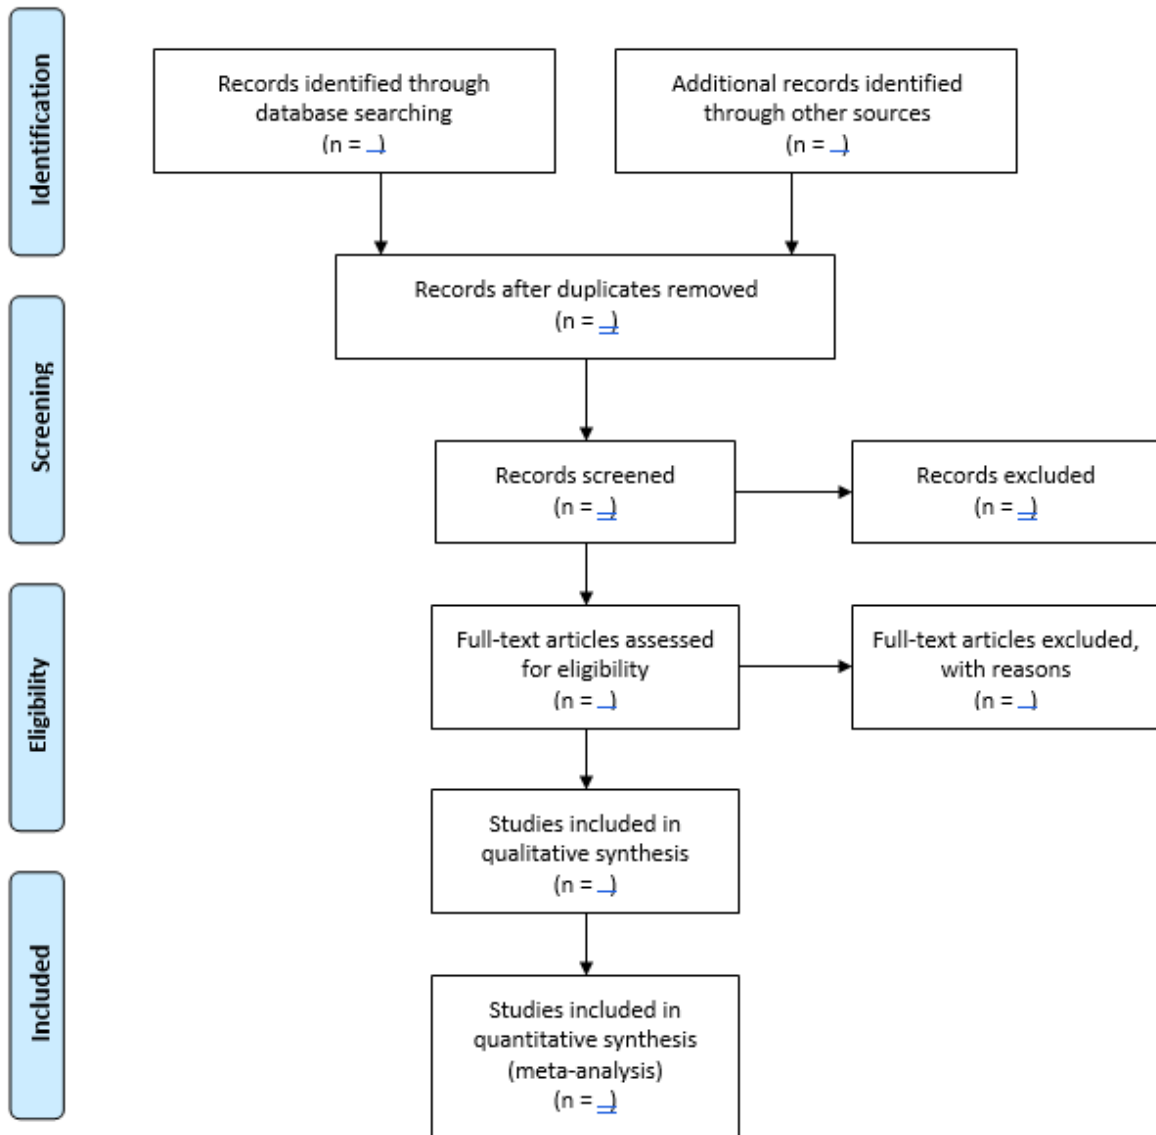 Identification
Records identified through
database searching
(n = _)
Additional records identified
through other sources
(n = _)
Records after duplicates removed
(n = _)
Screening
Records screened
(n = _)
Records excluded
(n = _)
Eligibility
Full-text articles assessed
for eligibility
(n = _)
Full-text articles excluded,
with reasons
(n = _)
Studies included in
qualitative synthesis
(n = _)
Included
Studies included in
quantitative synthesis
(meta-analysis)
(n = _)